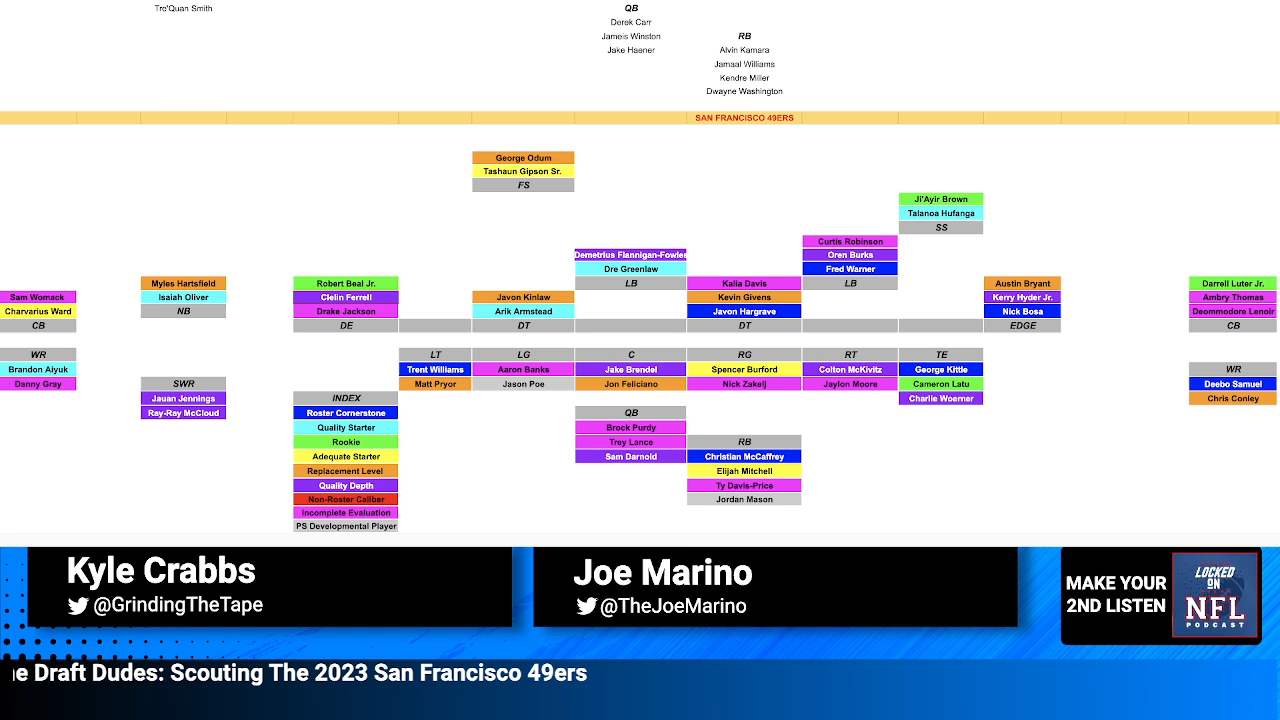 Tre'Quan Smith
QB
Derek Carr
Jameis Winston
Jake Haener
RB
Alvin Kamara
Jamaal Williams
Kendre Miller
Dwayne Washington
SAN FRANCISCO 49ERS
George Odum
Tashaun Gipson Sr.
FS
Ji'Ayir Brown
Talanoa Hufanga
SS
Curtis Robinson
Oren Burks
Fred Warner
LB
Demetrius Flannigan-Fowles
Dre Greenlaw
LB
Sam Womack
Charvarius Ward
CB
Myles Hartsfield
Isaiah Oliver
NB
Robert Beal Jr.
Clelin Ferrell
Drake Jackson
DE
Javon Kinlaw
Arik Armstead
DT
Kalia Davis
Kevin Givens
Javon Hargrave
DT
Austin Bryant
Kerry Hyder Jr.
Nick Bosa
EDGE
Darrell Luter Jr.
Ambry Thomas
Deommodore Lenoir
CB
WR
Brandon Aiyuk
Danny Gray
SWR
Jauan Jennings
Ray-Ray McCloud
LT
Trent Williams
Matt Pryor
LG
Aaron Banks
Jason Poe
C
Jake Brendel
Jon Feliciano
RG
Spencer Burford
Nick Zakelj
RT
Colton McKivitz
Jaylon Moore
TE
George Kittle
Cameron Latu
Charlie Woerner
WR
Deebo Samuel
Chris Conley
INDEX
Roster Cornerstone
Quality Starter
Rookie
Adequate Starter
Replacement Level
Quality Depth
Non-Roster Caliber
Incomplete Evaluation
PS Developmental Player
QB
Brock Purdy
Trey Lance
Sam Darnold
RB
Christian McCaffrey
Elijah Mitchell
Ty Davis-Price
Jordan Mason
Kyle Crabbs
@GrindingTheTape
Joe Marino
@TheJoeMarino
MAKE YOUR
2ND LISTEN
LOCKED
ON
NFL
PODCAST
e Draft Dudes: Scouting The 2023 San Francisco 49ers